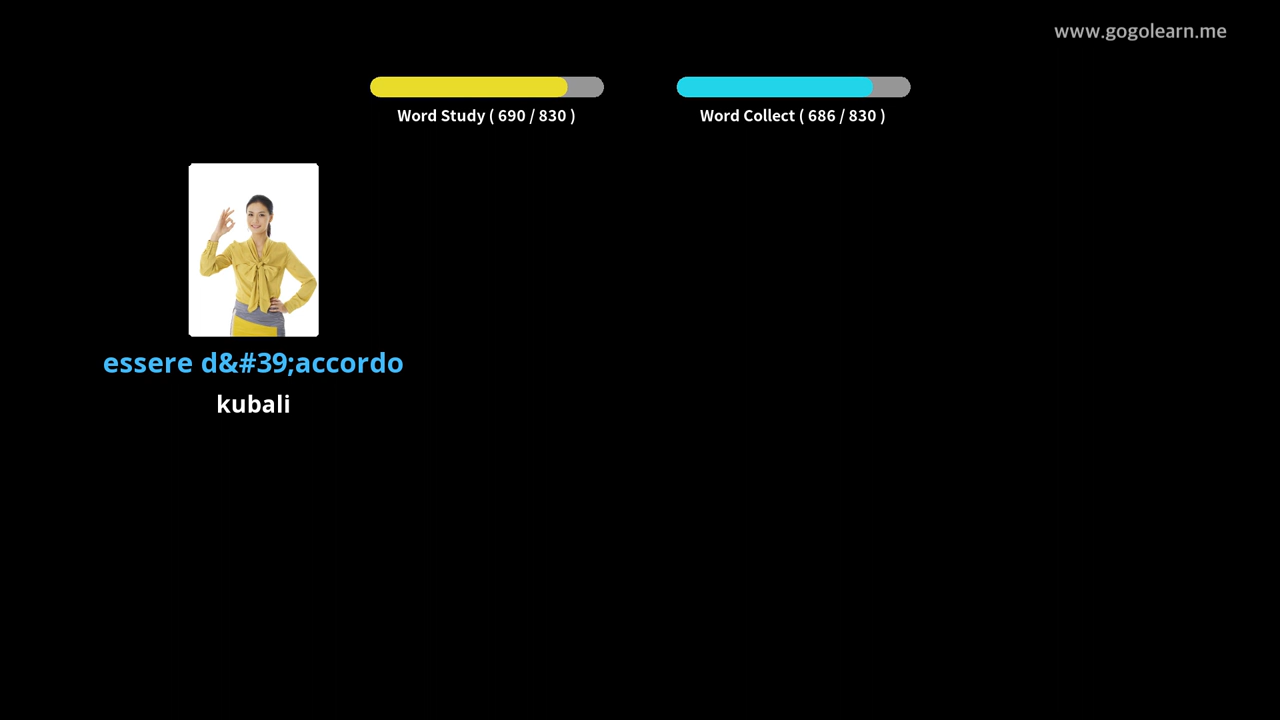 www.gogolearn.me
Word Study ( 690 / 830 )
Word Collect ( 686 / 830 )
essere d&#39;accordo
kubali